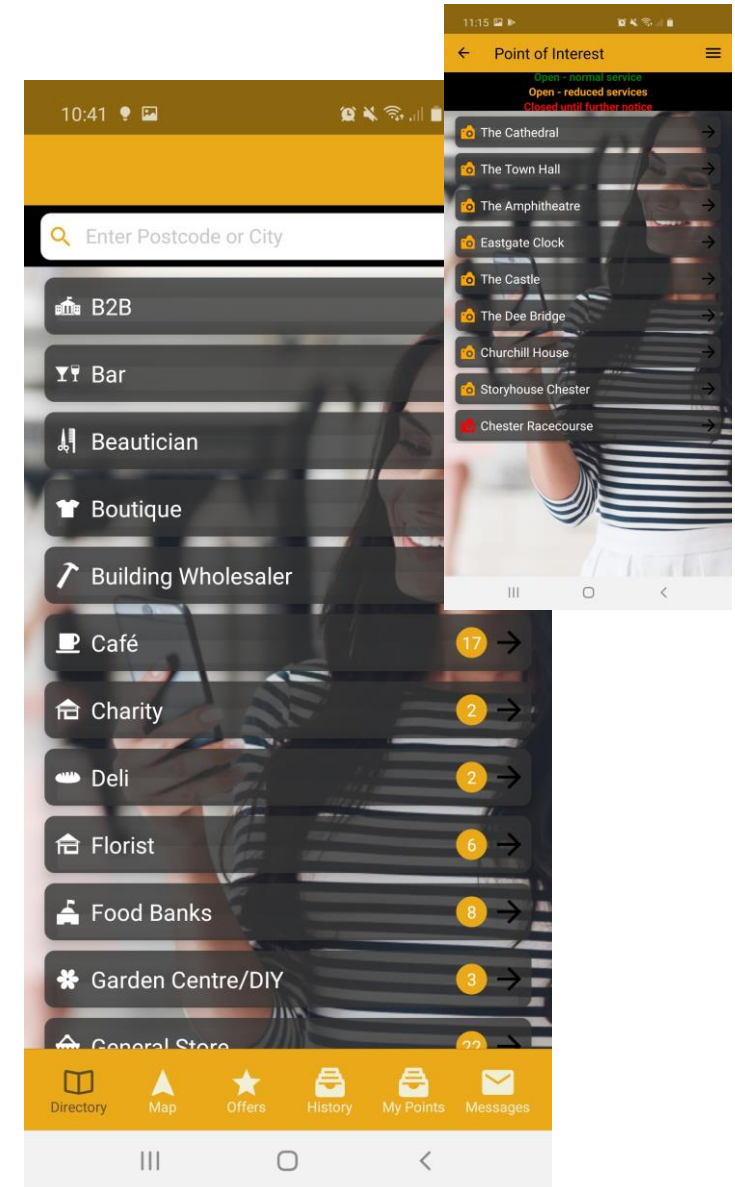 11:15
Point of Interest
Open - normal service
Open - reduced services
Closed until further notice
The Cathedral
The Town Hall
The Amphitheatre
Eastgate Clock
The Castle
The Dee Bridge
Churchill House
Storyhouse Chester
Chester Racecourse
10:41
Enter Postcode or City
B2B
Bar
Beautician
Boutique
Building Wholesaler
Café 17
Charity 2
Deli 2
Florist 6
Food Banks 8
Garden Centre/DIY 3
General Store 22
Directory Map Offers History My Points Messages